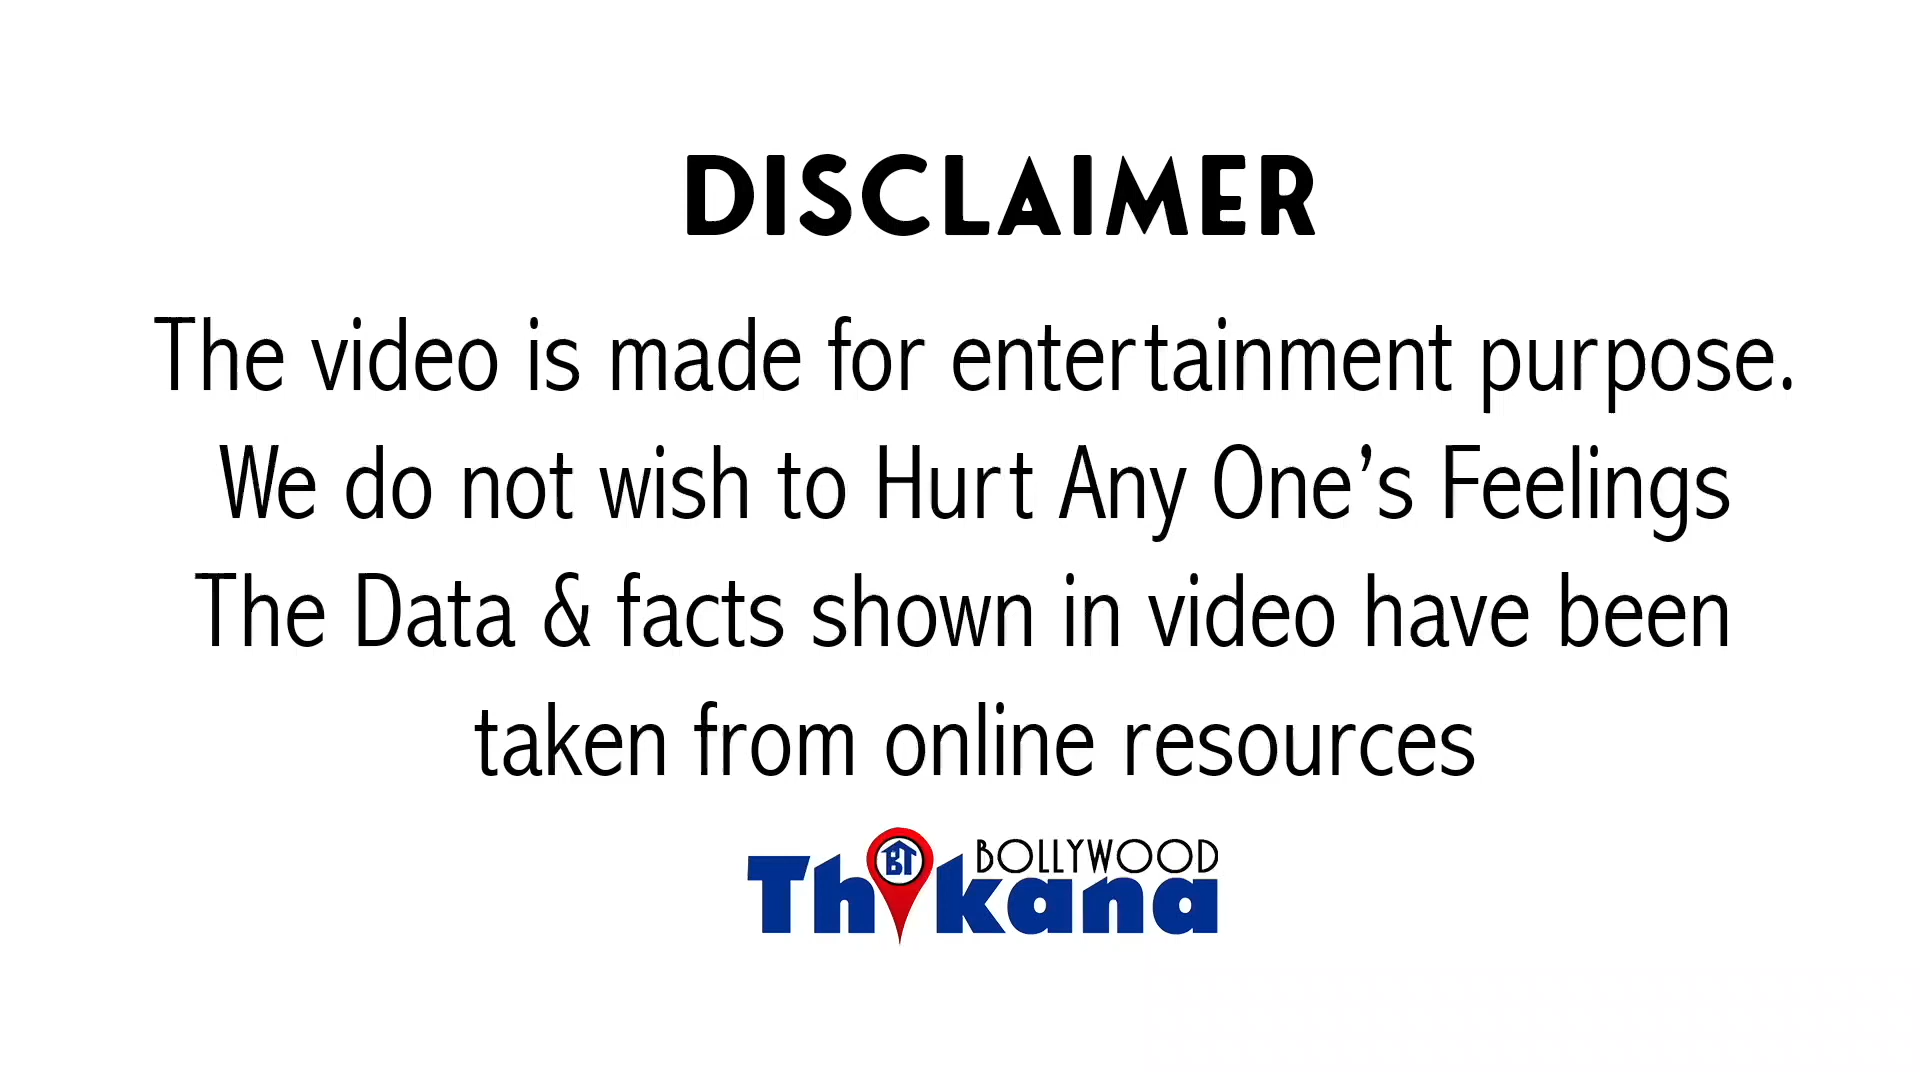 DISCLAIMER
The video is made for entertainment purpose.
We do not wish to Hurt Any One’s Feelings
The Data & facts shown in video have been
taken from online resources
BT
BOLLYWOOD
Thikana